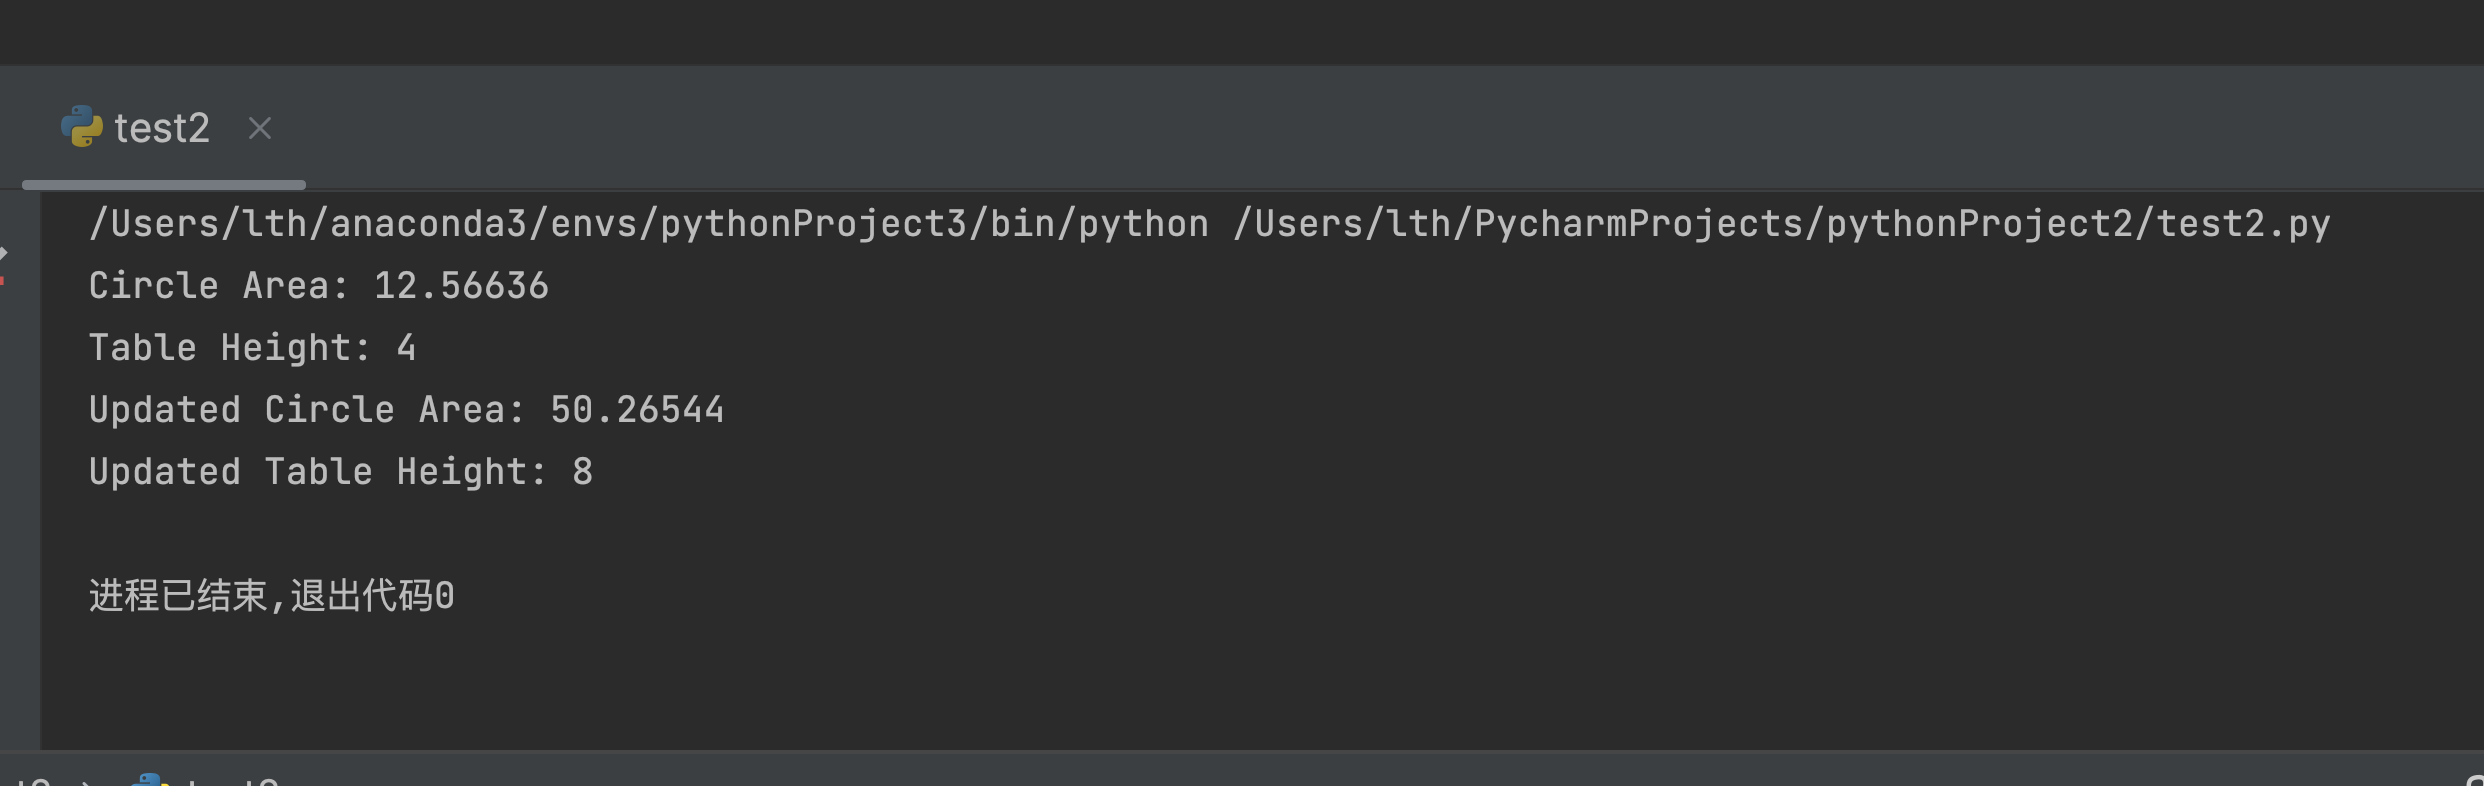 test2
/Users/lth/anaconda3/envs/pythonProject3/bin/python /Users/lth/PycharmProjects/pythonProject2/test2.py
Circle Area: 12.56636
Table Height: 4
Updated Circle Area: 50.26544
Updated Table Height: 8
进程已结束,退出代码0